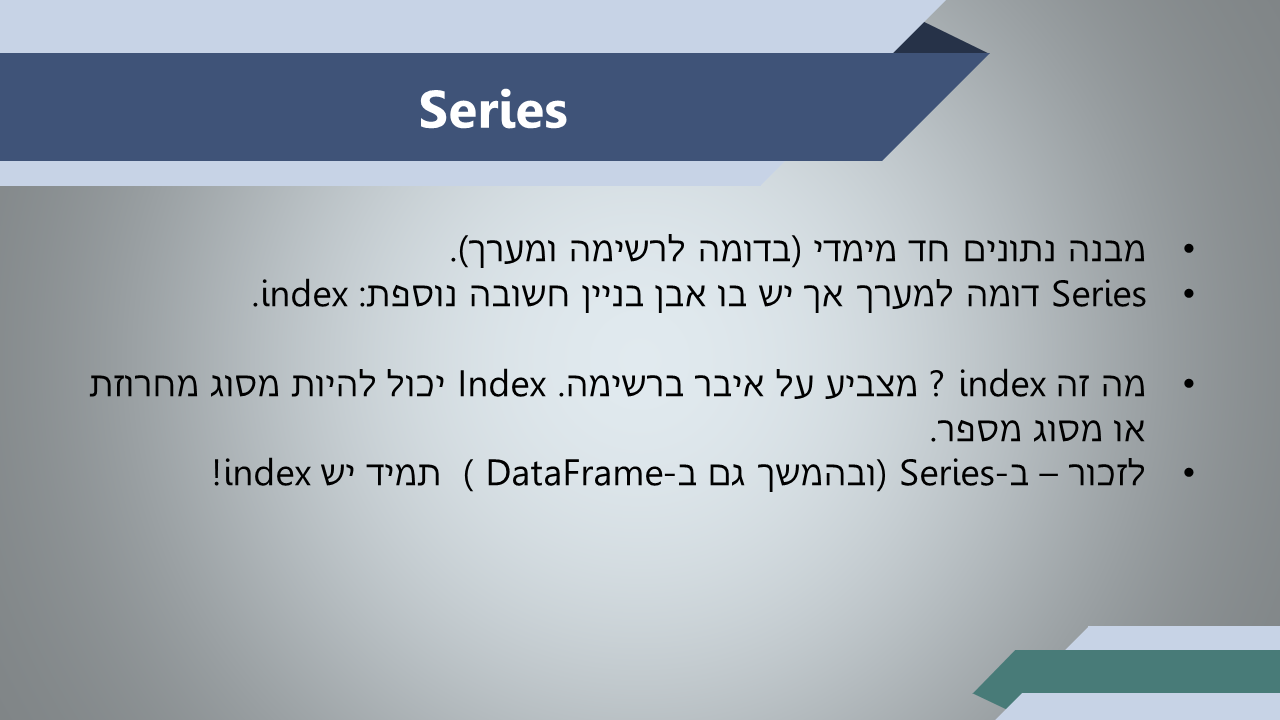 Series
• מבנה נתונים חד מימדי (בדומה לרשימה ומערך).
• Series דומה למערך אך יש בו אבן בניין חשובה נוספת: index.
• מה זה index ? מצביע על איבר ברשימה. Index יכול להיות מסוג מחרוזת
או מסוג מספר.
• לזכור – ב-Series (ובהמשך גם ב-DataFrame ) תמיד יש index!